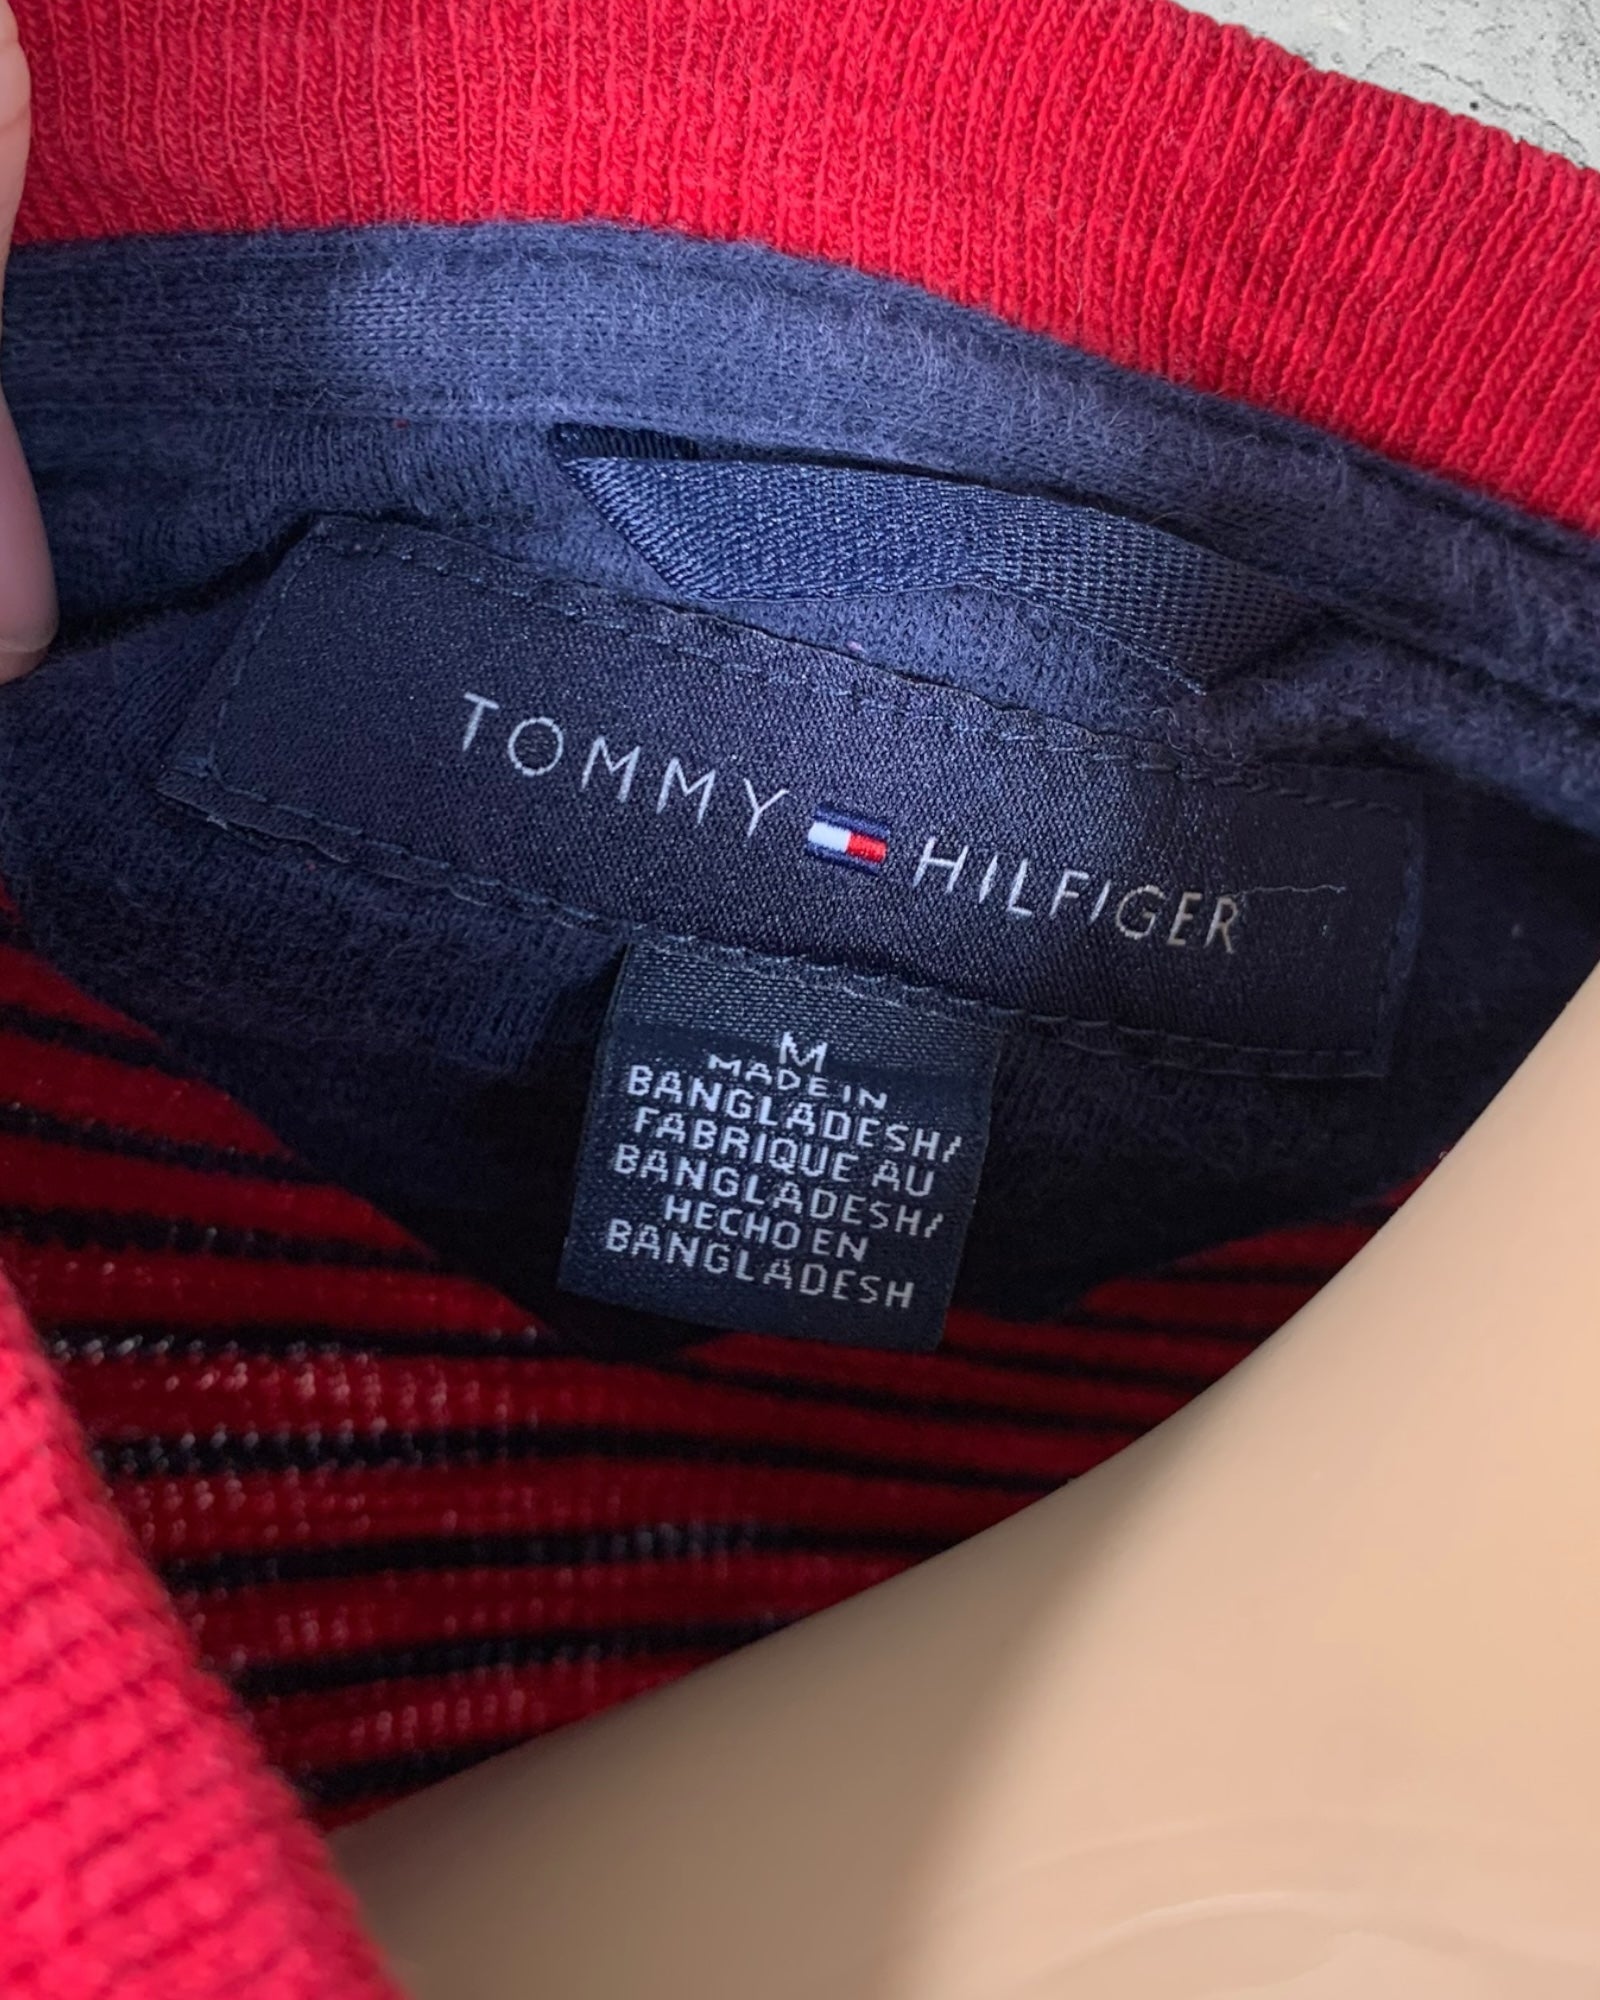 TOMMY HILFIGER
M
MADE IN
BANGLADESH/
FABRIQUE AU
BANGLADESH/
HECHO EN
BANGLADESH